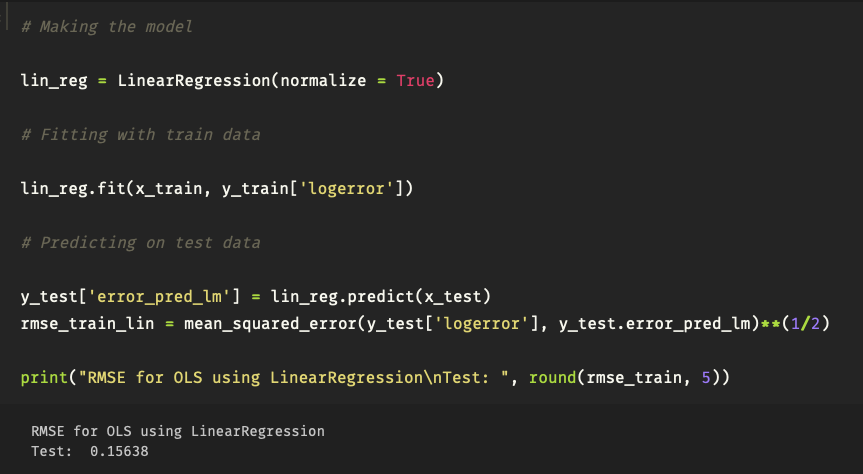 # Making the model
lin_reg = LinearRegression(normalize = True)
# Fitting with train data
lin_reg.fit(x_train, y_train['logerror'])
# Predicting on test data
y_test['error_pred_lm'] = lin_reg.predict(x_test)
rmse_train_lin = mean_squared_error(y_test['logerror'], y_test.error_pred_lm)**(1/2)
print("RMSE for OLS using LinearRegression\nTest: ", round(rmse_train, 5))
RMSE for OLS using LinearRegression
Test:  0.15638